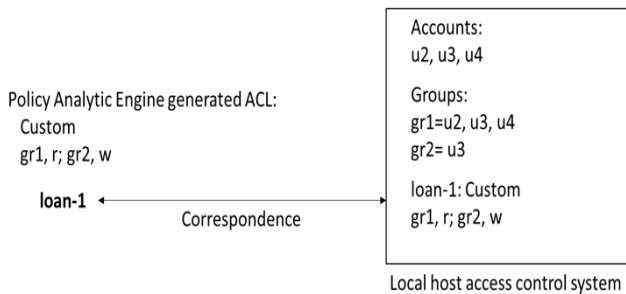 Policy Analytic Engine generated ACL:
Custom
gr1, r; gr2, w
loan-1
Correspondence
Accounts:
u2, u3, u4
Groups:
gr1=u2, u3, u4
gr2= u3
loan-1: Custom
gr1, r; gr2, w
Local host access control system